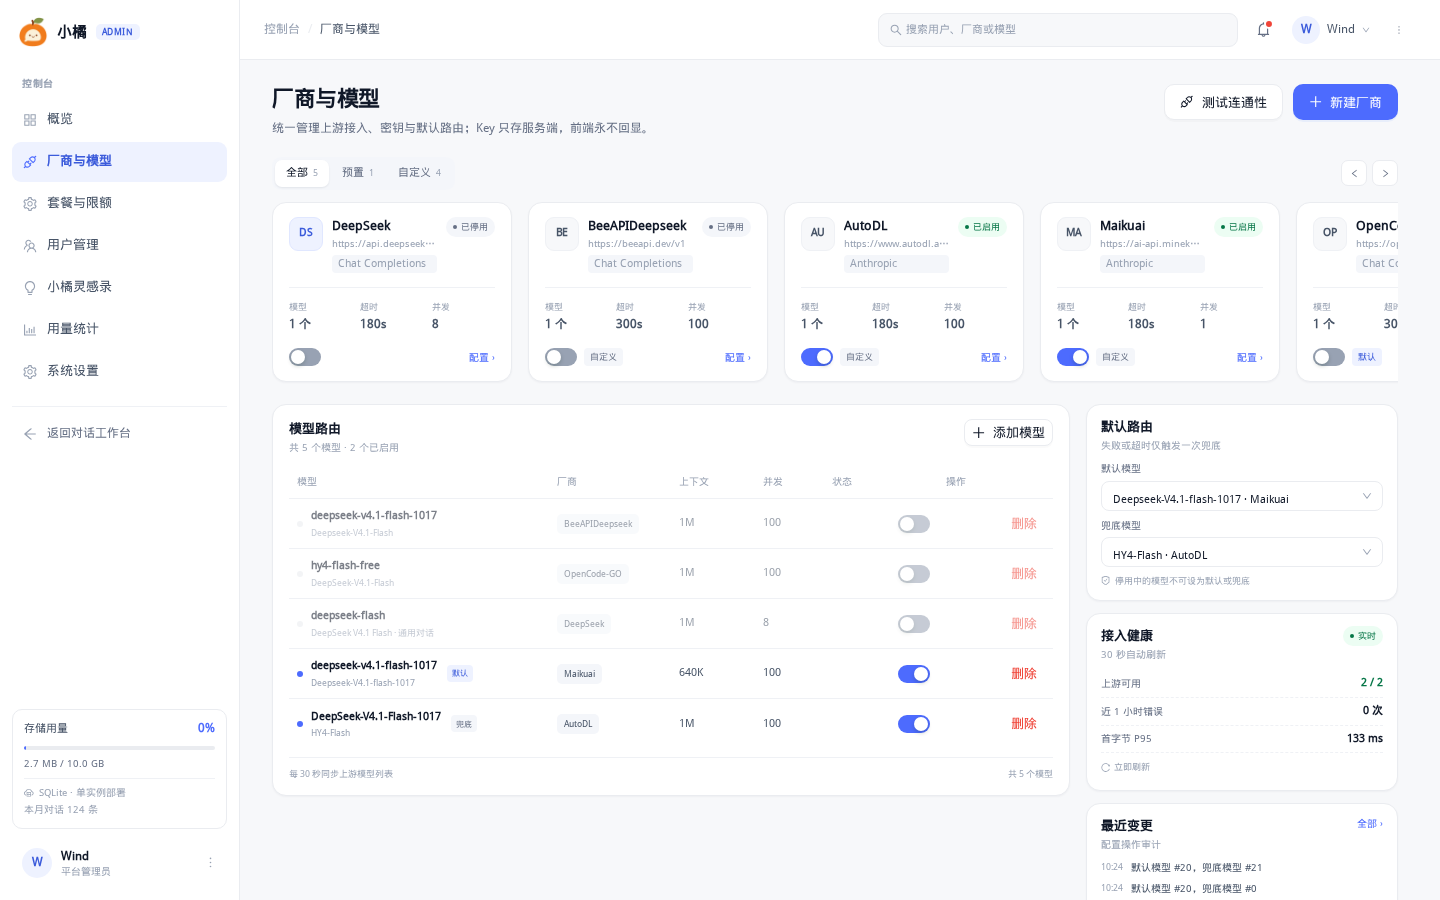 小橘 ADMIN
控制台
概览
厂商与模型
套餐与限额
用户管理
小橘灵感录
用量统计
系统设置
返回对话工作台
存储用量 0%
2.7 MB / 10.0 GB
SQLite · 单实例部署
本月对话 124 条
W Wind
平台管理员
控制台 / 厂商与模型
搜索用户、厂商或模型
W Wind
厂商与模型
统一管理上游接入、密钥与默认路由；Key 只存服务端，前端永不回显。
测试连通性
新建厂商
全部 5 预置 1 自定义 4
DS DeepSeek 已停用
https://api.deepseek···
Chat Completions
模型 超时 并发
1 个 180s 8
配置 ›
BE BeeAPIDeepseek 已停用
https://beeapi.dev/v1
Chat Completions
模型 超时 并发
1 个 300s 100
自定义 配置 ›
AU AutoDL 已启用
https://www.autodl.a···
Anthropic
模型 超时 并发
1 个 180s 100
自定义 配置 ›
MA Maikuai 已启用
https://ai-api.minek···
Anthropic
模型 超时 并发
1 个 180s 1
自定义 配置 ›
OP OpenC
https://op
Chat Cc
模型 超时
1 个 30
默认
模型路由
共 5 个模型 · 2 个已启用
添加模型
模型 厂商 上下文 并发 状态 操作
deepseek-v4.1-flash-1017 BeeAPIDeepseek 1M 100 删除
DeepSeek-V4.1-Flash
hy4-flash-free OpenCode-GO 1M 100 删除
DeepSeek-V4.1-Flash
deepseek-flash DeepSeek 1M 8 删除
DeepSeek V4.1 Flash · 通用对话
deepseek-v4.1-flash-1017 默认 Maikuai 640K 100 删除
Deepseek-V4.1-flash-1017
DeepSeek-V4.1-Flash-1017 兜底 AutoDL 1M 100 删除
HY4-Flash
每 30 秒同步上游模型列表 共 5 个模型
默认路由
失败或超时仅触发一次兜底
默认模型
Deepseek-V4.1-flash-1017 · Maikuai
兜底模型
HY4-Flash · AutoDL
停用中的模型不可设为默认或兜底
接入健康 实时
30 秒自动刷新
上游可用 2 / 2
近 1 小时错误 0 次
首字节 P95 133 ms
立即刷新
最近变更 全部 ›
配置操作审计
10:24 默认模型 #20，兜底模型 #21
10:24 默认模型 #20，兜底模型 #0